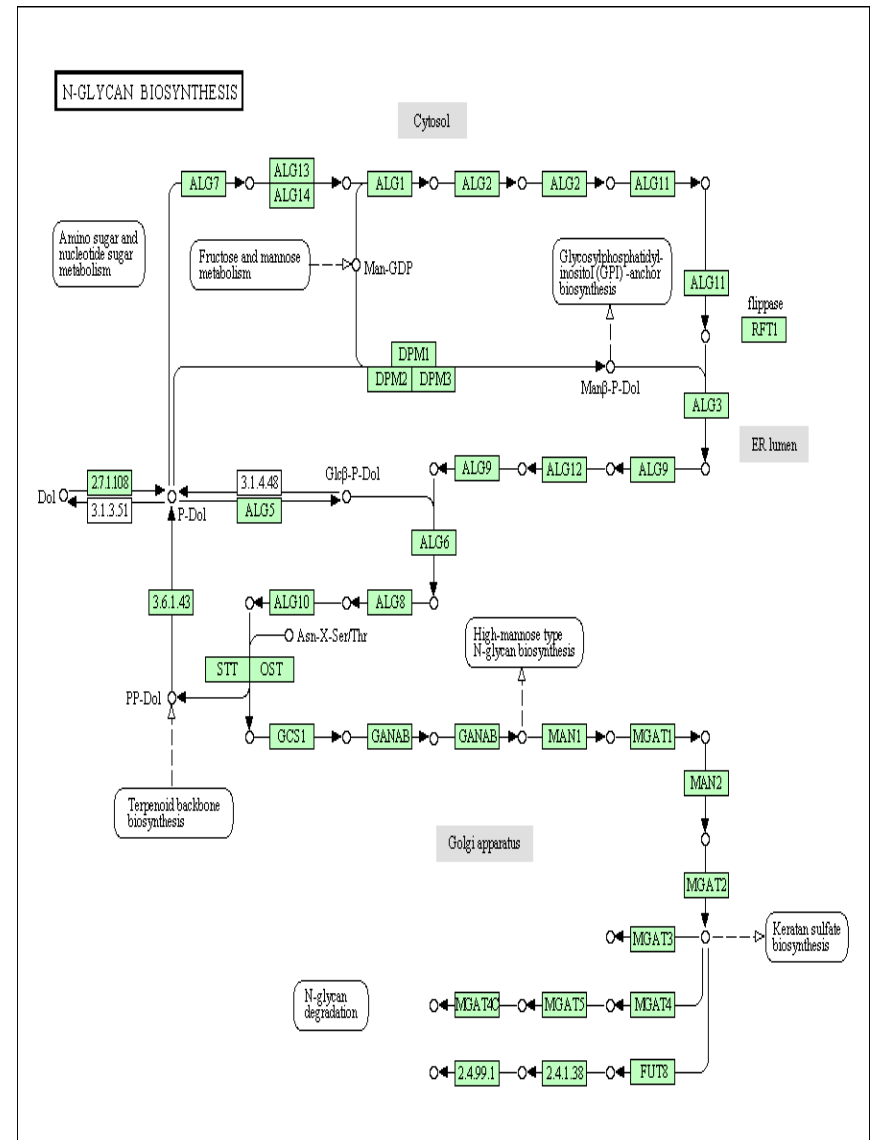 N-GLYCAN BIOSYNTHESIS
Cytosol
ALG7
ALG13
ALG14
ALG1
ALG2
ALG2
ALG11
Amino sugar and
nucleotide sugar
metabolism
Fructose and mannose
metabolism
Man-GDP
Glycosylphosphatidyl-
inositol (GPI)-anchor
biosynthesis
ALG11
flippase
RFT1
DPM1
DPM2
DPM3
Manβ-P-Dol
ALG3
ER lumen
Dol
2.7.1.108
3.1.3.51
P-Dol
3.1.4.48
ALG5
Glcβ-P-Dol
ALG9
ALG12
ALG9
ALG6
3.6.1.43
ALG10
ALG8
Asn-X-Ser/Thr
STT
OST
High-mannose type
N-glycan biosynthesis
PP-Dol
GCS1
GANAB
GANAB
MAN1
MGAT1
MAN2
Terpenoid backbone
biosynthesis
Golgi apparatus
MGAT2
MGAT3
Keratan sulfate
biosynthesis
N-glycan
degradation
MGAT4C
MGAT5
MGAT4
2.4.99.1
2.4.1.38
FUT8